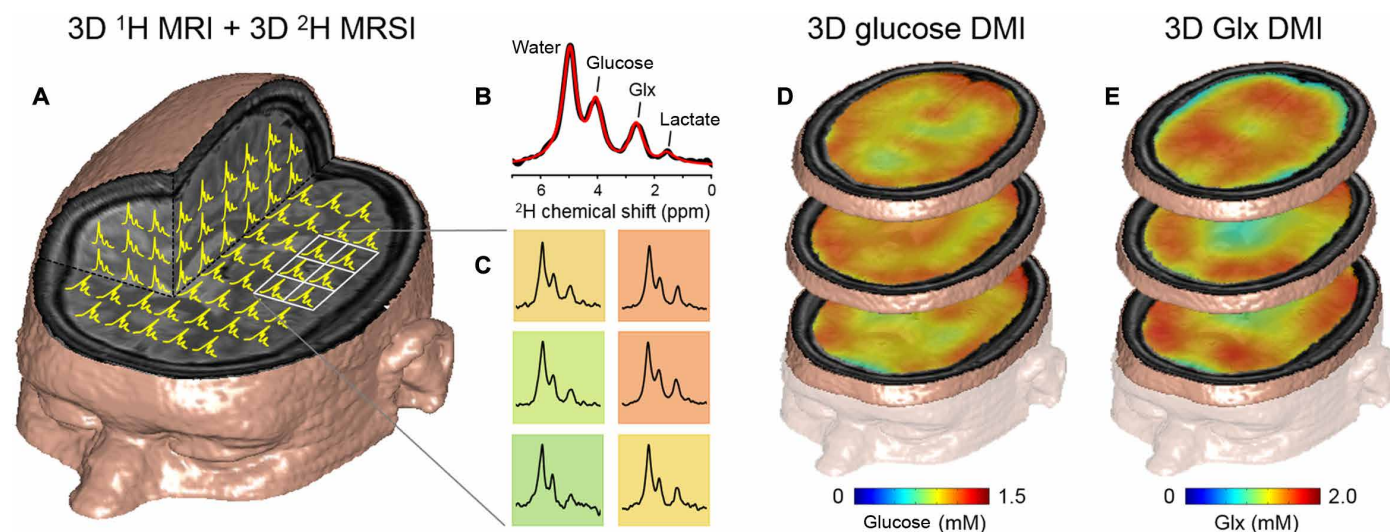 3D ¹H MRI + 3D ²H MRSI
3D glucose DMI
3D Glx DMI
A
B
Water
Glucose
Glx
Lactate
6 4 2 0
²H chemical shift (ppm)
C
D
E
0 1.5
Glucose (mM)
0 2.0
Glx (mM)